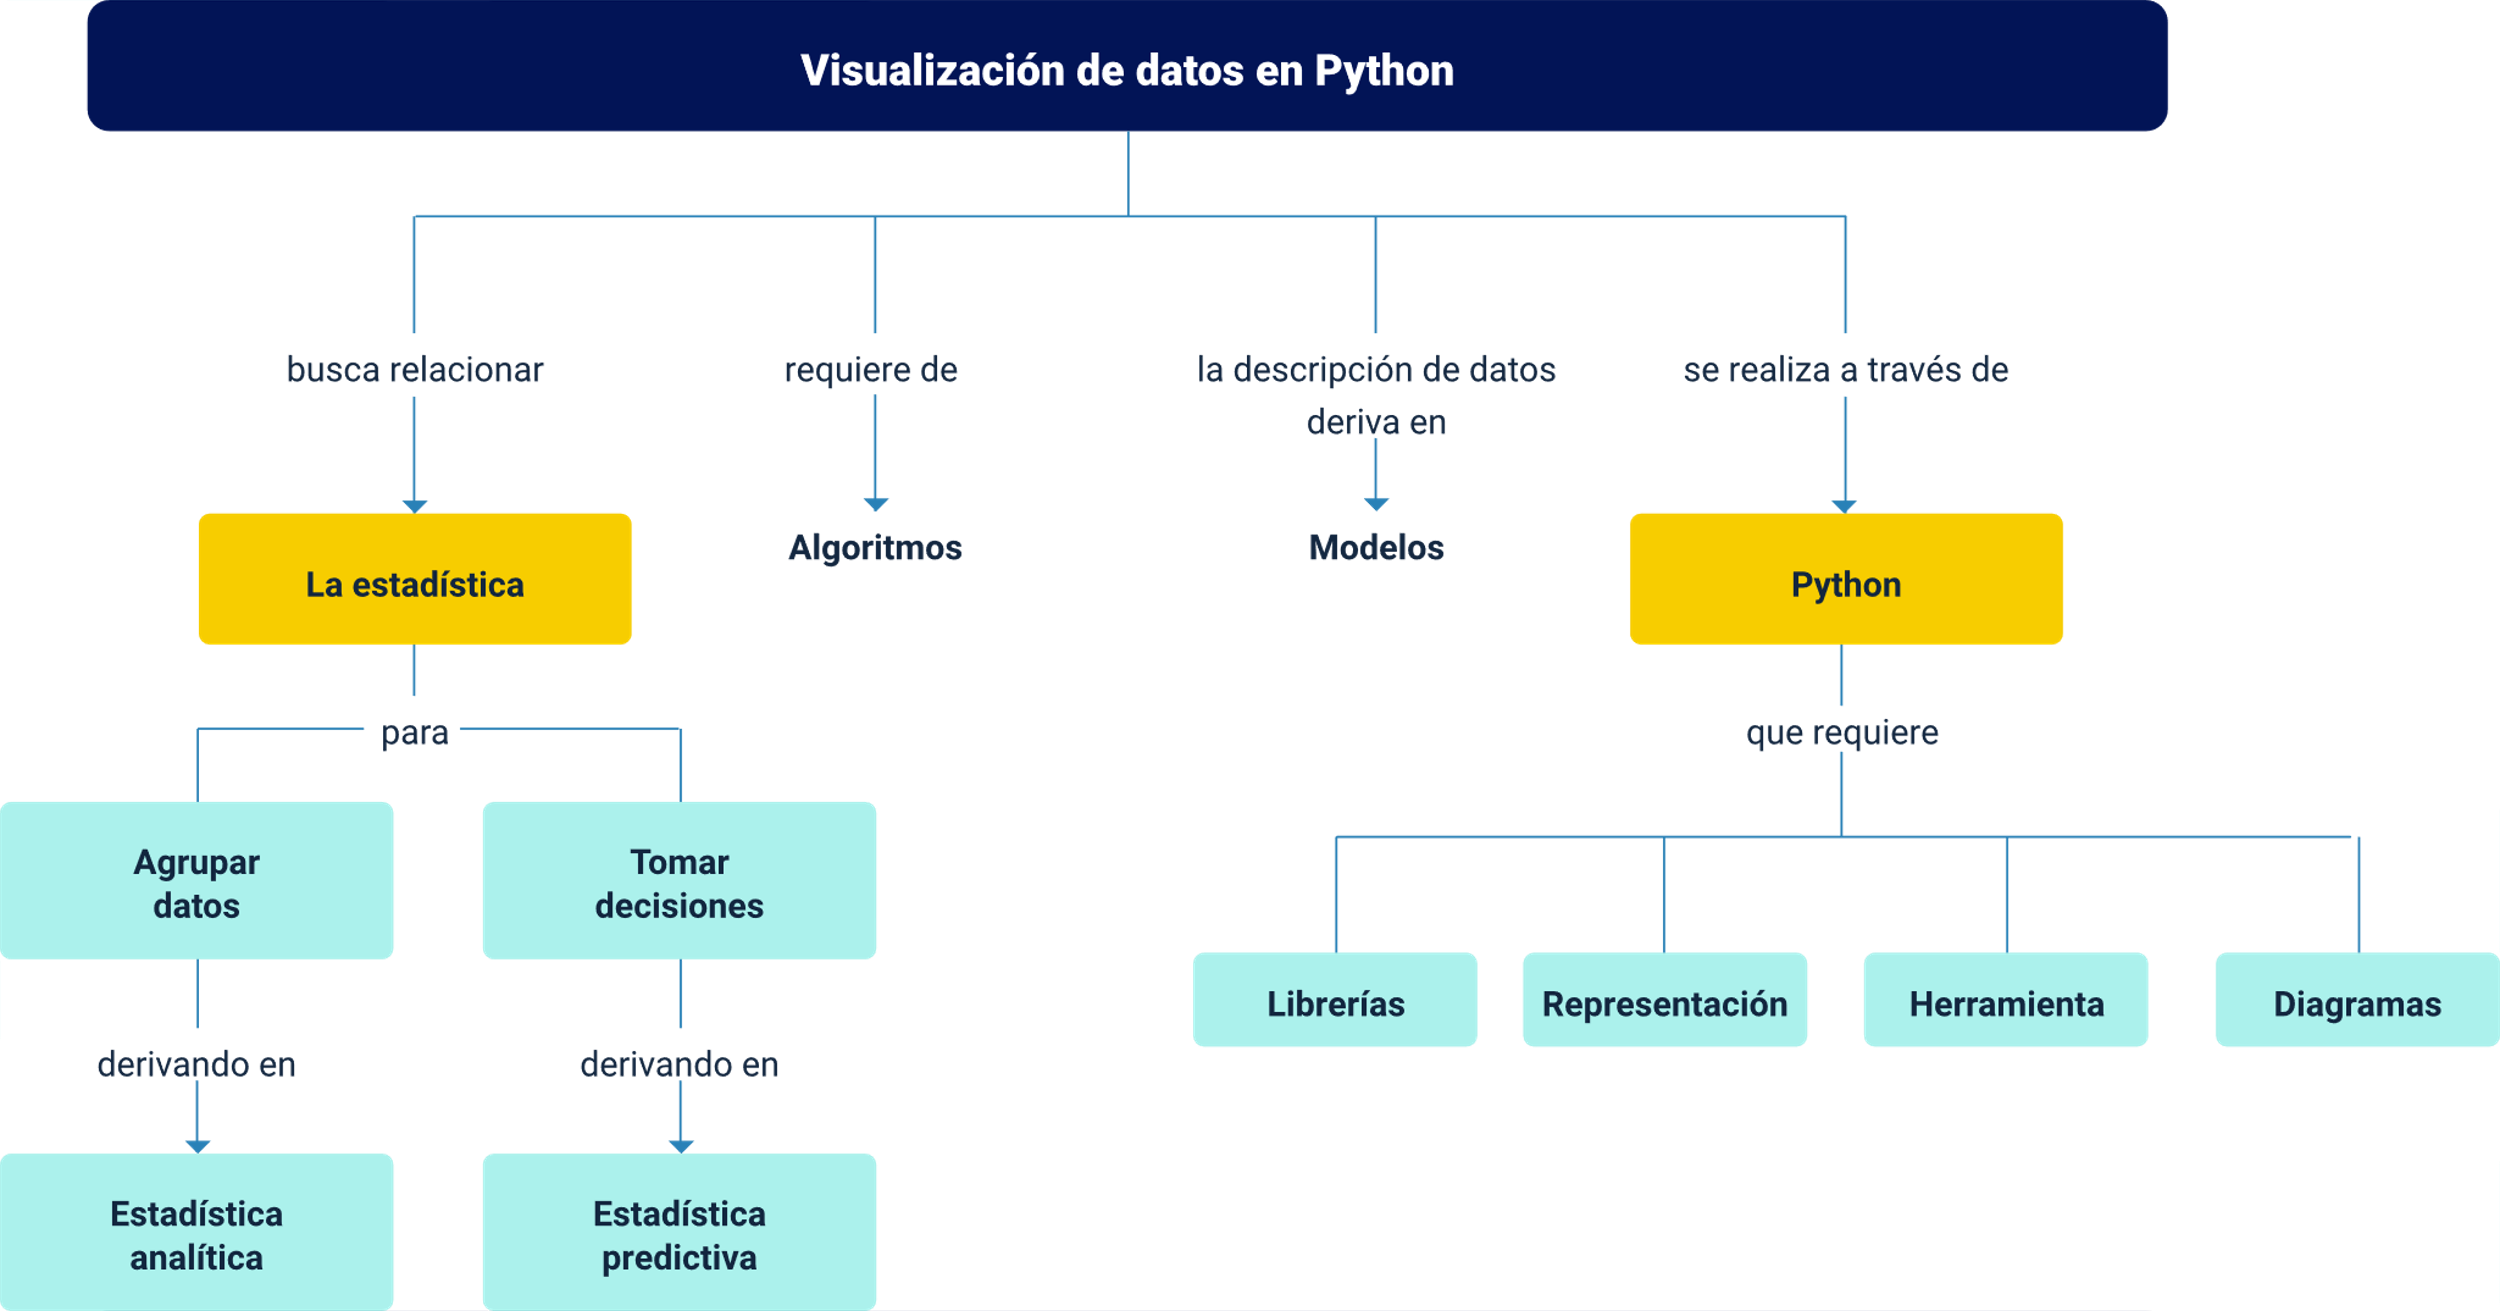 Visualización de datos en Python
busca relacionar
requiere de
la descripción de datos
deriva en
se realiza a través de
La estadística
Algoritmos
Modelos
Python
para
que requiere
Agrupar
datos
Tomar
decisiones
Librerías
Representación
Herramienta
Diagramas
derivando en
derivando en
Estadística
analítica
Estadística
predictiva